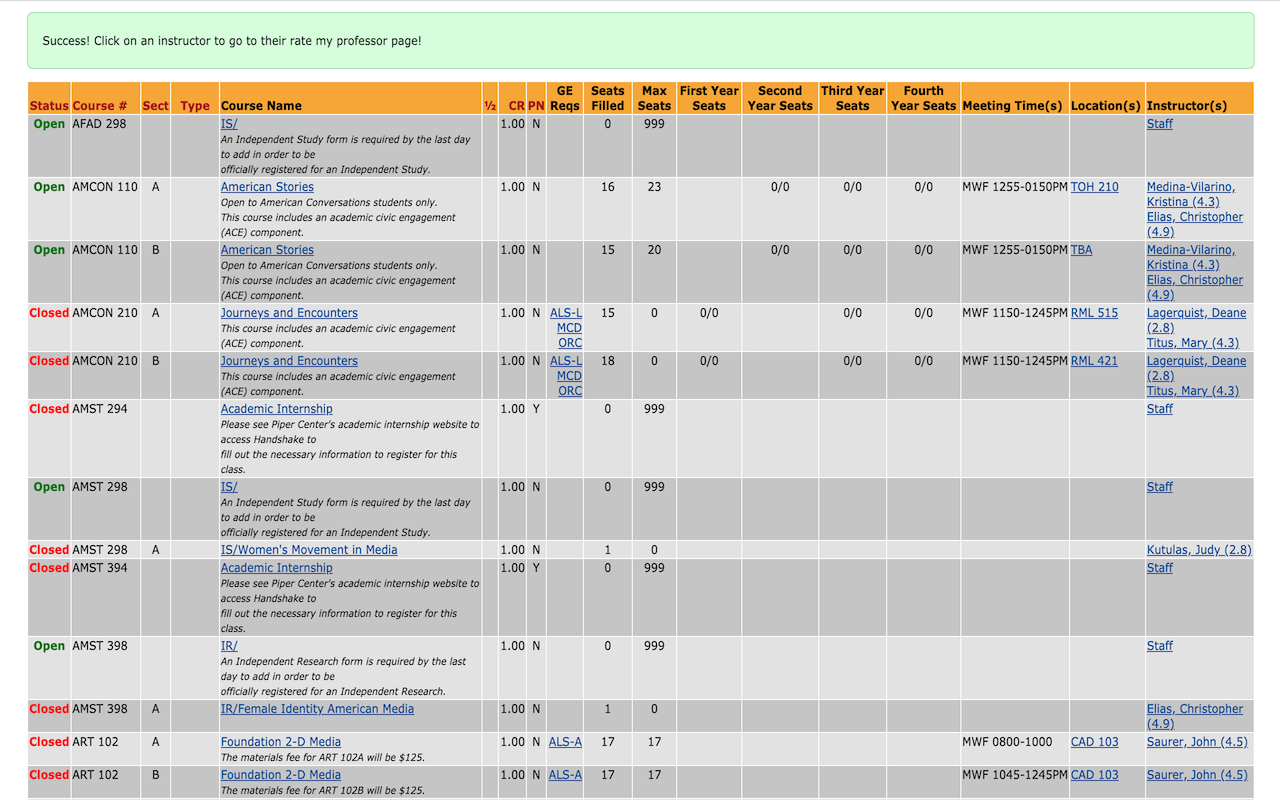 Success! Click on an instructor to go to their rate my professor page!
Status Course # Sect Type Course Name ½ CR PN GE Reqs Seats Filled Max Seats First Year Seats Second Year Seats Third Year Seats Fourth Year Seats Meeting Time(s) Location(s) Instructor(s)
Open AFAD 298 IS/ 1.00 N 0 999 Staff
An Independent Study form is required by the last day
to add in order to be
officially registered for an Independent Study.
Open AMCON 110 A American Stories 1.00 N 16 23 0/0 0/0 0/0 MWF 1255-0150PM TOH 210 Medina-Vilarino,
Open to American Conversations students only. Kristina (4.3)
This course includes an academic civic engagement Elias, Christopher
(ACE) component. (4.9)
Open AMCON 110 B American Stories 1.00 N 15 20 0/0 0/0 0/0 MWF 1255-0150PM TBA Medina-Vilarino,
Open to American Conversations students only. Kristina (4.3)
This course includes an academic civic engagement Elias, Christopher
(ACE) component. (4.9)
Closed AMCON 210 A Journeys and Encounters 1.00 N ALS-L 15 0 0/0 0/0 0/0 MWF 1150-1245PM RML 515 Lagerquist, Deane
This course includes an academic civic engagement MCD (2.8)
(ACE) component. ORC Titus, Mary (4.3)
Closed AMCON 210 B Journeys and Encounters 1.00 N ALS-L 18 0 0/0 0/0 0/0 MWF 1150-1245PM RML 421 Lagerquist, Deane
This course includes an academic civic engagement MCD (2.8)
(ACE) component. ORC Titus, Mary (4.3)
Closed AMST 294 Academic Internship 1.00 Y 0 999 Staff
Please see Piper Center's academic internship website to
access Handshake to
fill out the necessary information to register for this
class.
Open AMST 298 IS/ 1.00 N 0 999 Staff
An Independent Study form is required by the last day
to add in order to be
officially registered for an Independent Study.
Closed AMST 298 A IS/Women's Movement in Media 1.00 N 1 0 Kutulas, Judy (2.8)
Closed AMST 394 Academic Internship 1.00 Y 0 999 Staff
Please see Piper Center's academic internship website to
access Handshake to
fill out the necessary information to register for this
class.
Open AMST 398 IR/ 1.00 N 0 999 Staff
An Independent Research form is required by the last
day to add in order to be
officially registered for an Independent Research.
Closed AMST 398 A IR/Female Identity American Media 1.00 N 1 0 Elias, Christopher
(4.9)
Closed ART 102 A Foundation 2-D Media 1.00 N ALS-A 17 17 MWF 0800-1000 CAD 103 Saurer, John (4.5)
The materials fee for ART 102A will be $125.
Closed ART 102 B Foundation 2-D Media 1.00 N ALS-A 17 17 MWF 1045-1245PM CAD 103 Saurer, John (4.5)
The materials fee for ART 102B will be $125.